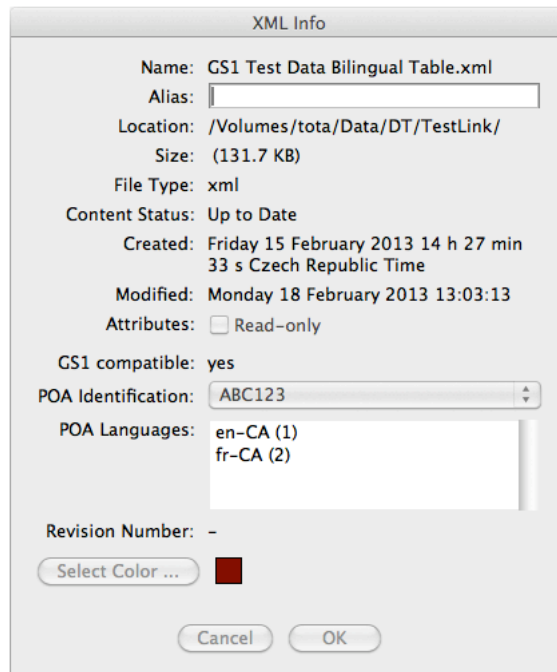 XML Info
Name: GS1 Test Data Bilingual Table.xml
Alias:
Location: /Volumes/tota/Data/DT/TestLink/
Size: (131.7 KB)
File Type: xml
Content Status: Up to Date
Created: Friday 15 February 2013 14 h 27 min
33 s Czech Republic Time
Modified: Monday 18 February 2013 13:03:13
Attributes: Read-only
GS1 compatible: yes
POA Identification: ABC123
POA Languages: en-CA (1)
fr-CA (2)
Revision Number: –
Select Color ...
Cancel OK